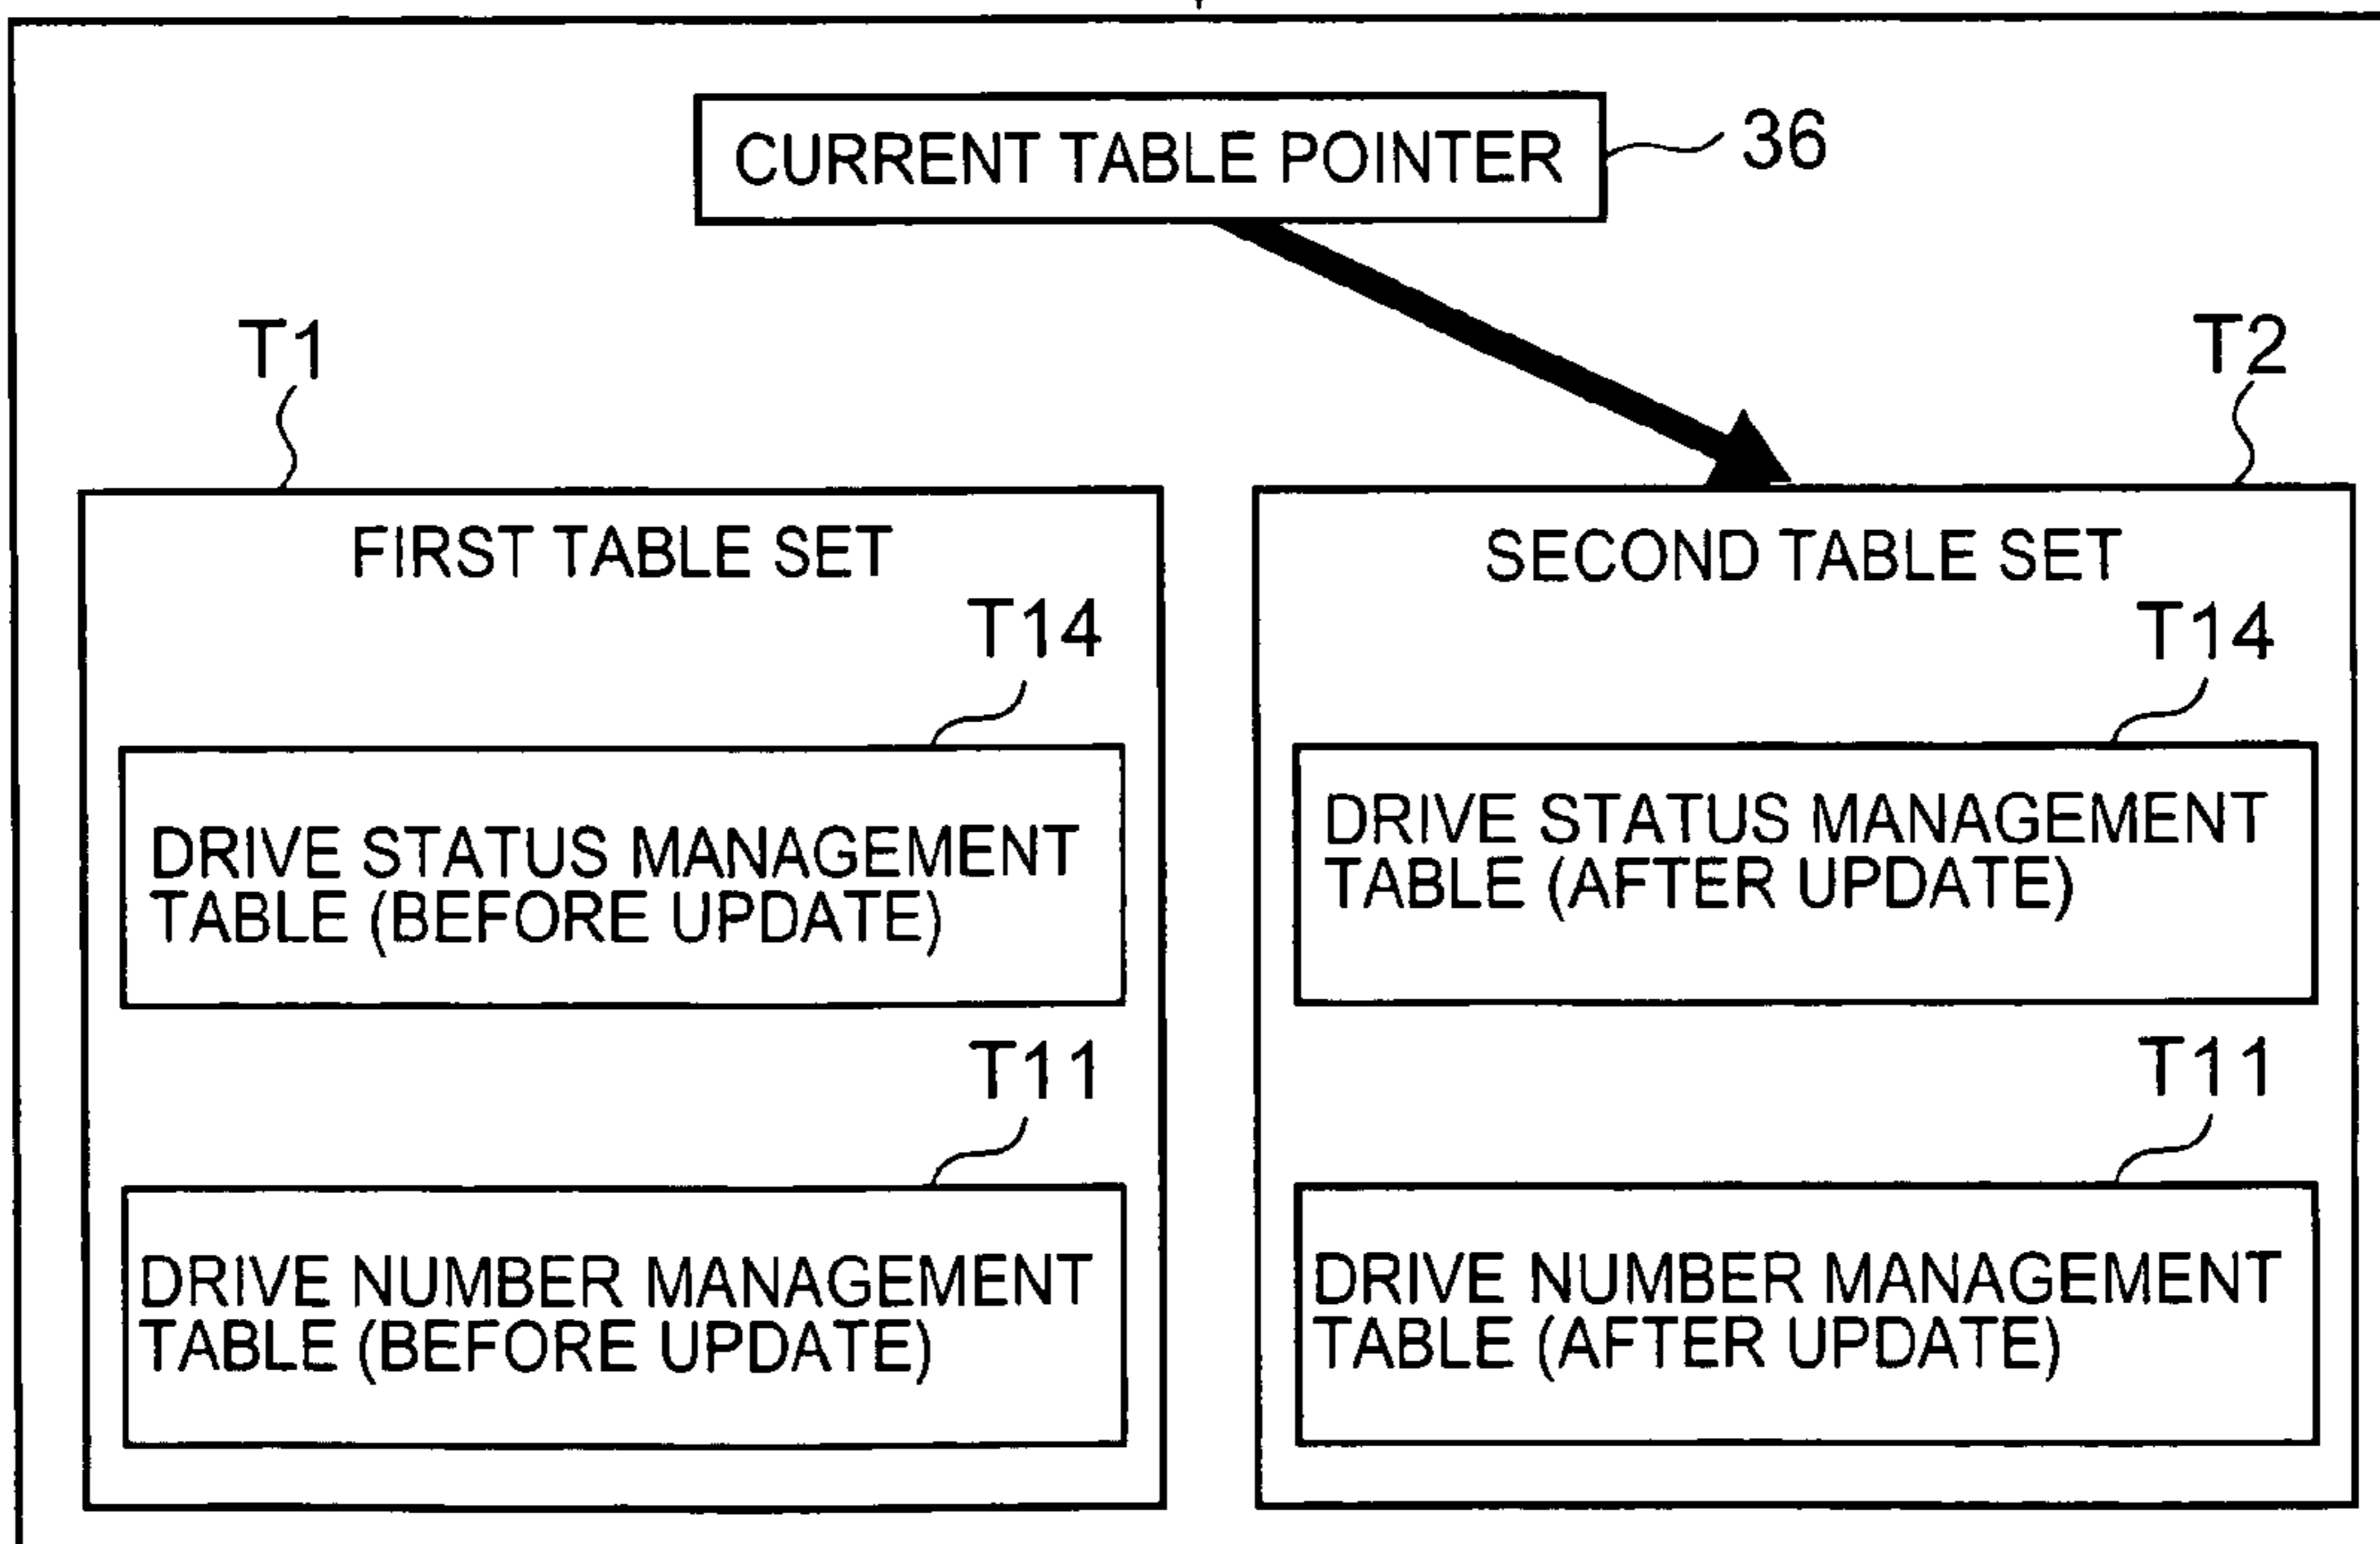 CURRENT TABLE POINTER
36
T1
T2
FIRST TABLE SET
T14
DRIVE STATUS MANAGEMENT
TABLE (BEFORE UPDATE)
T11
DRIVE NUMBER MANAGEMENT
TABLE (BEFORE UPDATE)
SECOND TABLE SET
T14
DRIVE STATUS MANAGEMENT
TABLE (AFTER UPDATE)
T11
DRIVE NUMBER MANAGEMENT
TABLE (AFTER UPDATE)